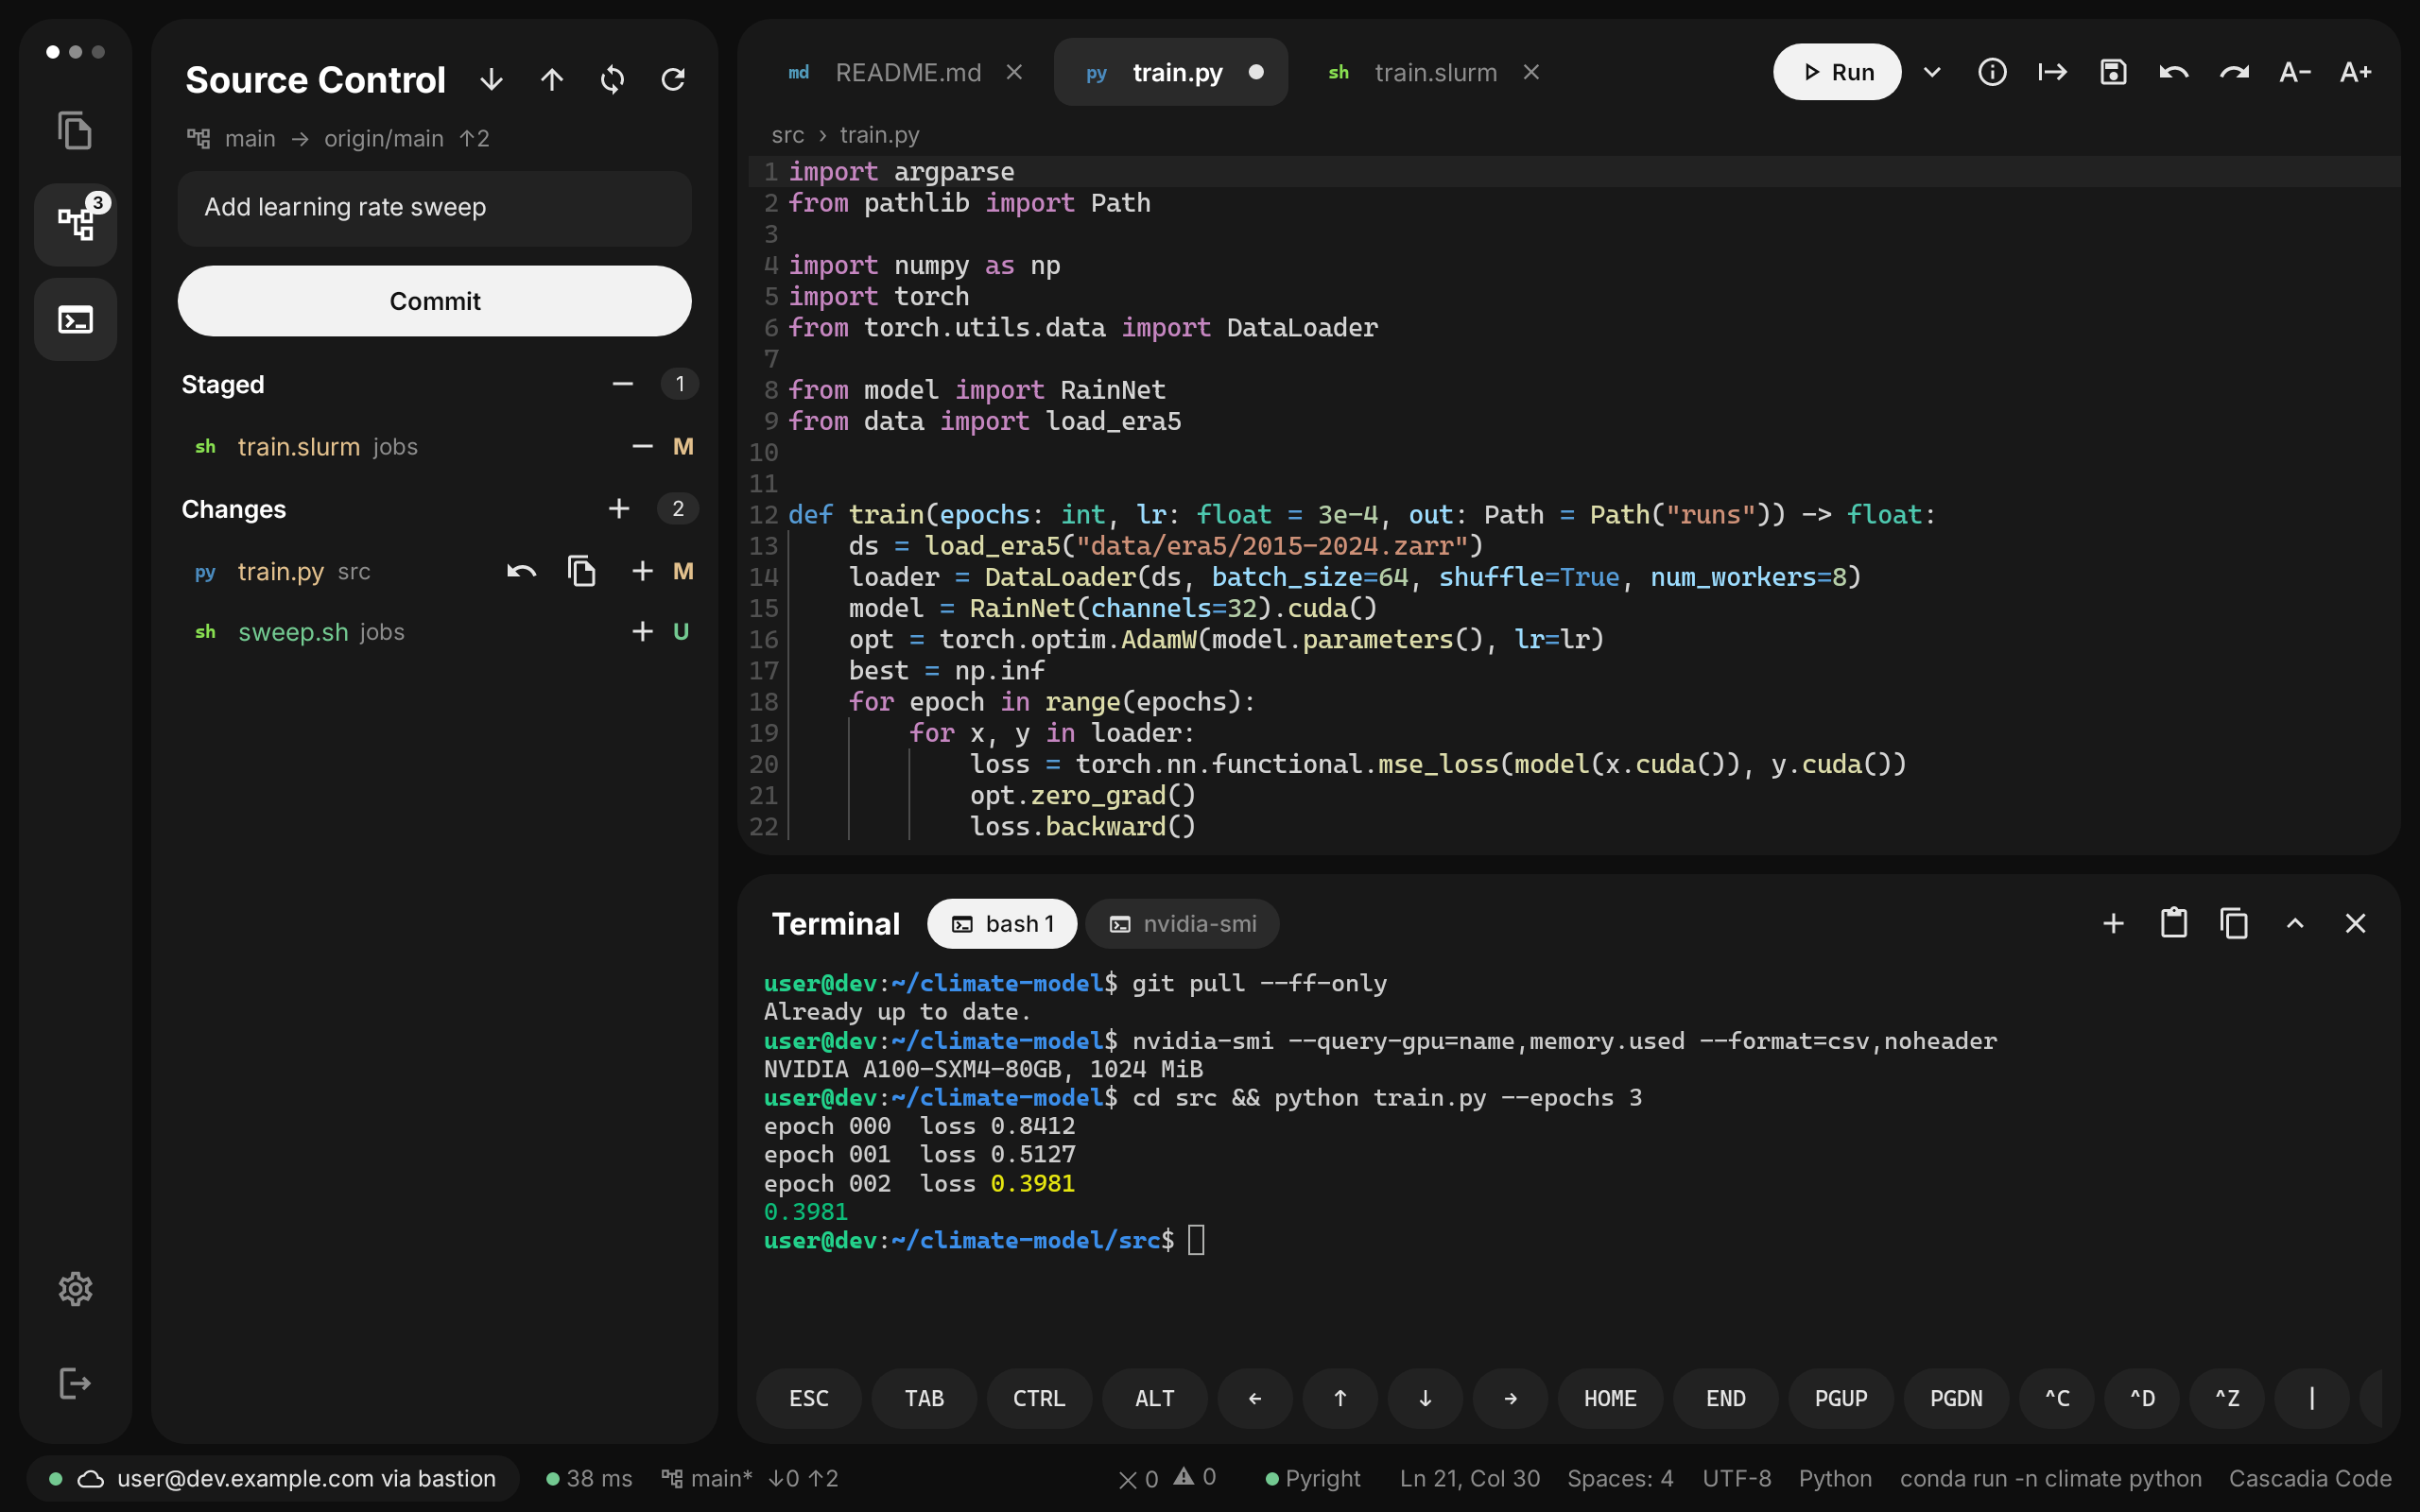 3
Source Control
main → origin/main ↑2
Add learning rate sweep
Commit
Staged 1
sh train.slurm jobs M
Changes 2
py train.py src M
sh sweep.sh jobs U
md README.md
py train.py
sh train.slurm
Run
A-
A+
src › train.py
1 import argparse
2 from pathlib import Path
3
4 import numpy as np
5 import torch
6 from torch.utils.data import DataLoader
7
8 from model import RainNet
9 from data import load_era5
10
11
12 def train(epochs: int, lr: float = 3e-4, out: Path = Path("runs")) -> float:
13     ds = load_era5("data/era5/2015-2024.zarr")
14     loader = DataLoader(ds, batch_size=64, shuffle=True, num_workers=8)
15     model = RainNet(channels=32).cuda()
16     opt = torch.optim.AdamW(model.parameters(), lr=lr)
17     best = np.inf
18     for epoch in range(epochs):
19         for x, y in loader:
20             loss = torch.nn.functional.mse_loss(model(x.cuda()), y.cuda())
21             opt.zero_grad()
22             loss.backward()
Terminal
bash 1
nvidia-smi
user@dev:~/climate-model$ git pull --ff-only
Already up to date.
user@dev:~/climate-model$ nvidia-smi --query-gpu=name,memory.used --format=csv,noheader
NVIDIA A100-SXM4-80GB, 1024 MiB
user@dev:~/climate-model$ cd src && python train.py --epochs 3
epoch 000  loss 0.8412
epoch 001  loss 0.5127
epoch 002  loss 0.3981
0.3981
user@dev:~/climate-model/src$
ESC TAB CTRL ALT ← ↑ ↓ → HOME END PGUP PGDN ^C ^D ^Z |
user@dev.example.com via bastion 38 ms main* ↓0 ↑2 0 0 Pyright Ln 21, Col 30 Spaces: 4 UTF-8 Python conda run -n climate python Cascadia Code